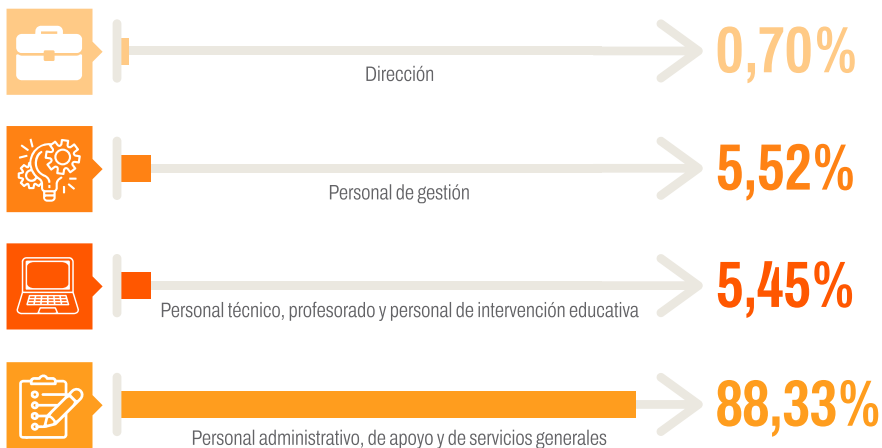 0,70%
Dirección
5,52%
Personal de gestión
5,45%
Personal técnico, profesorado y personal de intervención educativa
88,33%
Personal administrativo, de apoyo y de servicios generales